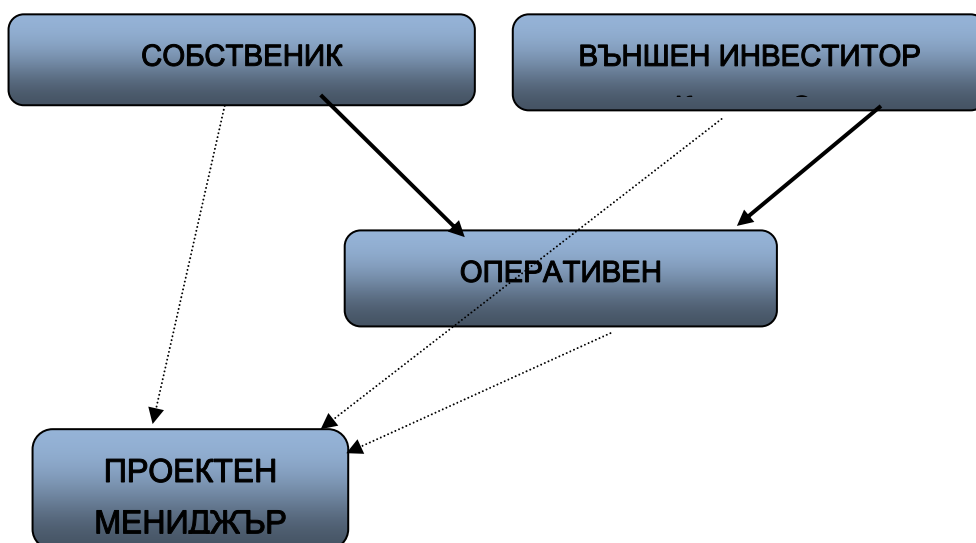 СОБСТВЕНИК
ВЪНШЕН ИНВЕСТИТОР
ОПЕРАТИВЕН
ПРОЕКТЕН
МЕНИДЖЪР